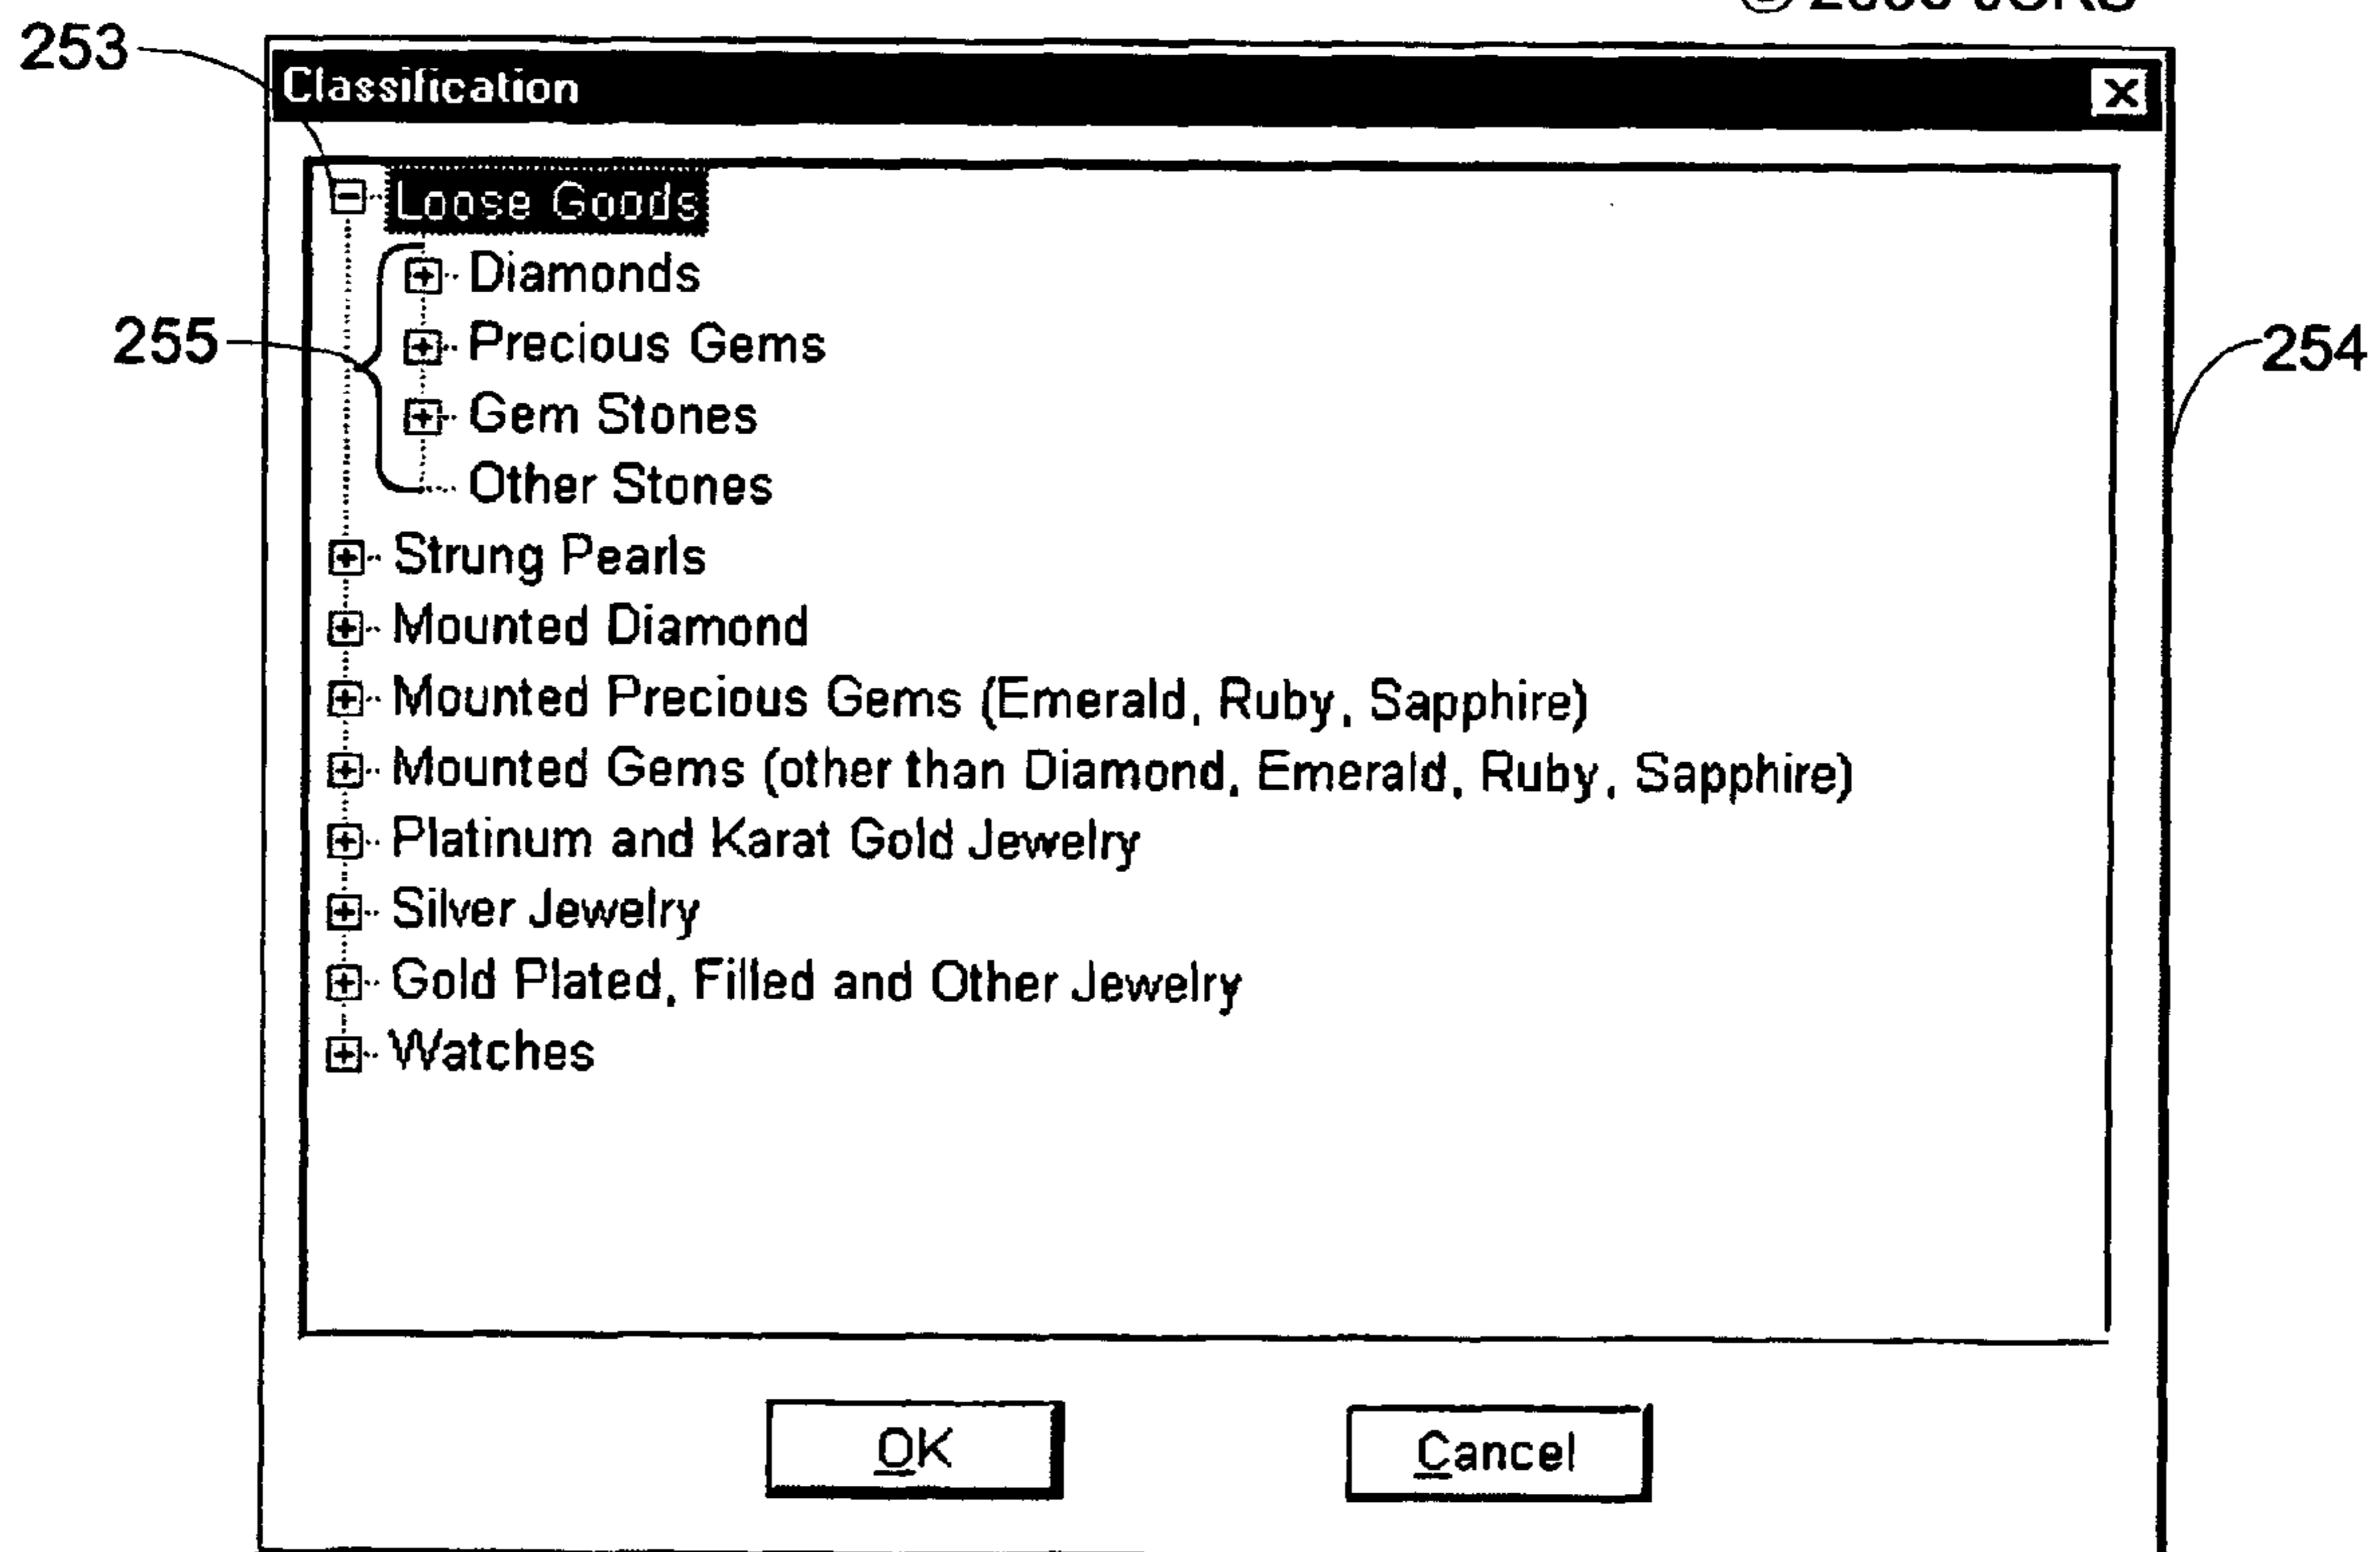 253
Classification
Loose Goods
Diamonds
255
Precious Gems
254
Gem Stones
Other Stones
Strung Pearls
Mounted Diamond
Mounted Precious Gems (Emerald, Ruby, Sapphire)
Mounted Gems (other than Diamond, Emerald, Ruby, Sapphire)
Platinum and Karat Gold Jewelry
Silver Jewelry
Gold Plated, Filled and Other Jewelry
Watches
OK
Cancel